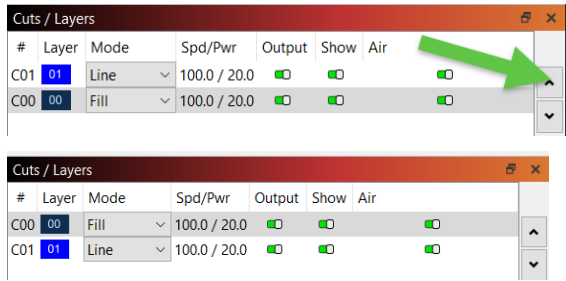 Cuts / Layers
# Layer Mode Spd/Pwr Output Show Air
C01 01 Line 100.0 / 20.0
C00 00 Fill 100.0 / 20.0
Cuts / Layers
# Layer Mode Spd/Pwr Output Show Air
C00 00 Fill 100.0 / 20.0
C01 01 Line 100.0 / 20.0